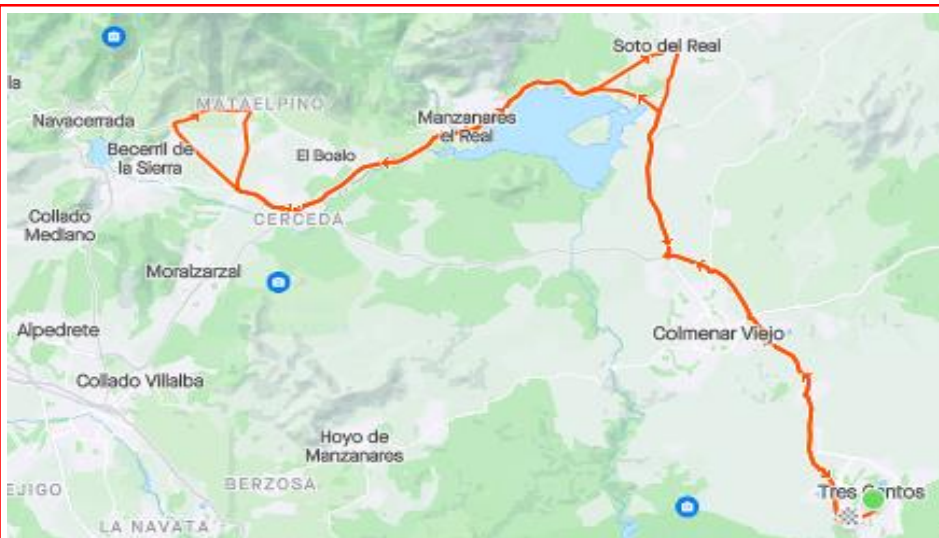 Soto del Real
la
MATAELPINO
Navacerrada
Manzanares
el Real
Becerril de
la Sierra
El Boalo
Collado
Mediano
CERCEDA
Moralzarzal
Alpedrete
Colmenar Viejo
Collado Villalba
Hoyo de
Manzanares
BERZOSA
EJIGO
Tres Cantos
LA NAVATA